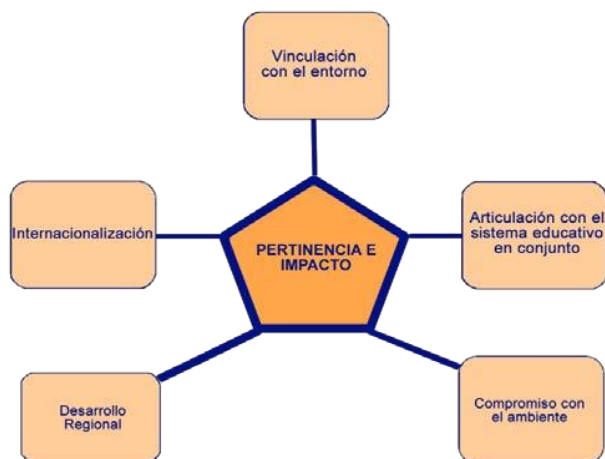 Vinculación
con el entorno
Internacionalización
PERTINENCIA E
IMPACTO
Articulación con el
sistema educativo
en conjunto
Desarrollo
Regional
Compromiso con
el ambiente